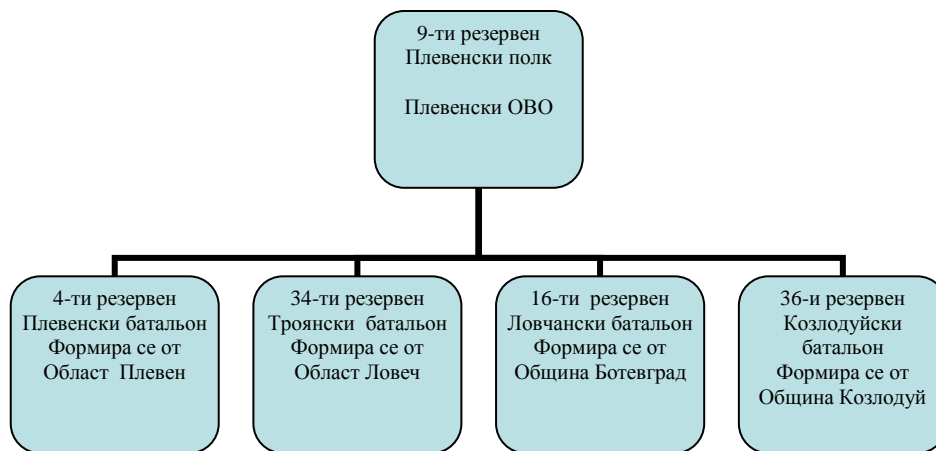 9-ти резервен
Плевенски полк
Плевенски ОВО
4-ти резервен
Плевенски батальон
Формира се от
Област Плевен
34-ти резервен
Троянски батальон
Формира се от
Област Ловеч
16-ти резервен
Ловчански батальон
Формира се от
Община Ботевград
36-и резервен
Козлодуйски
батальон
Формира се от
Община Козлодуй